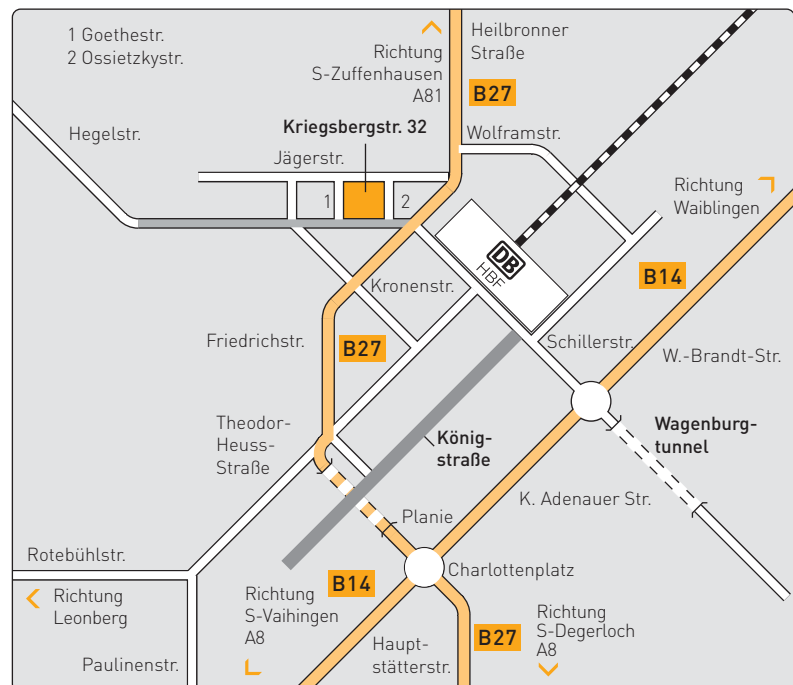 1 Goethestr.
2 Ossietzkystr.
Richtung
S-Zuffenhausen
A81
Heilbronner
Straße
B27
Hegelstr.
Kriegsbergstr. 32
Wolframstr.
Jägerstr.
Richtung
Waiblingen
1
2
DB
HBF
B14
Kronenstr.
Friedrichstr.
B27
Schillerstr.
W.-Brandt-Str.
Theodor-
Heuss-
Straße
König-
straße
Wagenburg-
tunnel
K. Adenauer Str.
Planie
Rotebühlstr.
Charlottenplatz
Richtung
Leonberg
B14
Richtung
S-Vaihingen
A8
Haupt-
stätterstr.
B27
Richtung
S-Degerloch
A8
Paulinenstr.